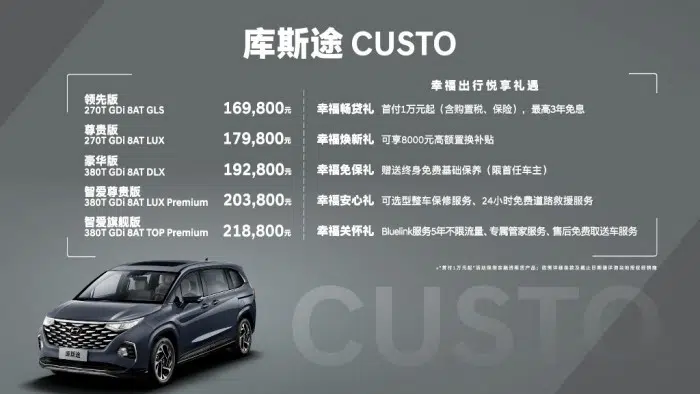 库斯途 CUSTO
领先版
270T GDi 8AT GLS
169,800元
尊贵版
270T GDi 8AT LUX
179,800元
豪华版
380T GDi 8AT DLX
192,800元
智爱尊贵版
380T GDi 8AT LUX Premium
203,800元
智爱旗舰版
380T GDi 8AT TOP Premium
218,800元
幸福出行悦享礼遇
幸福畅贷礼 首付1万元起（含购置税、保险），最高3年免息
幸福焕新礼 可享8000元高额置换补贴
幸福免保礼 赠送终身免费基础保养（限首任车主）
幸福安心礼 可选型整车保修服务、24小时免费道路救援服务
幸福关怀礼 Bluelink服务5年不限流量、专属管家服务、售后免费取送车服务
*"首付1万元起"
库斯途
CUSTO